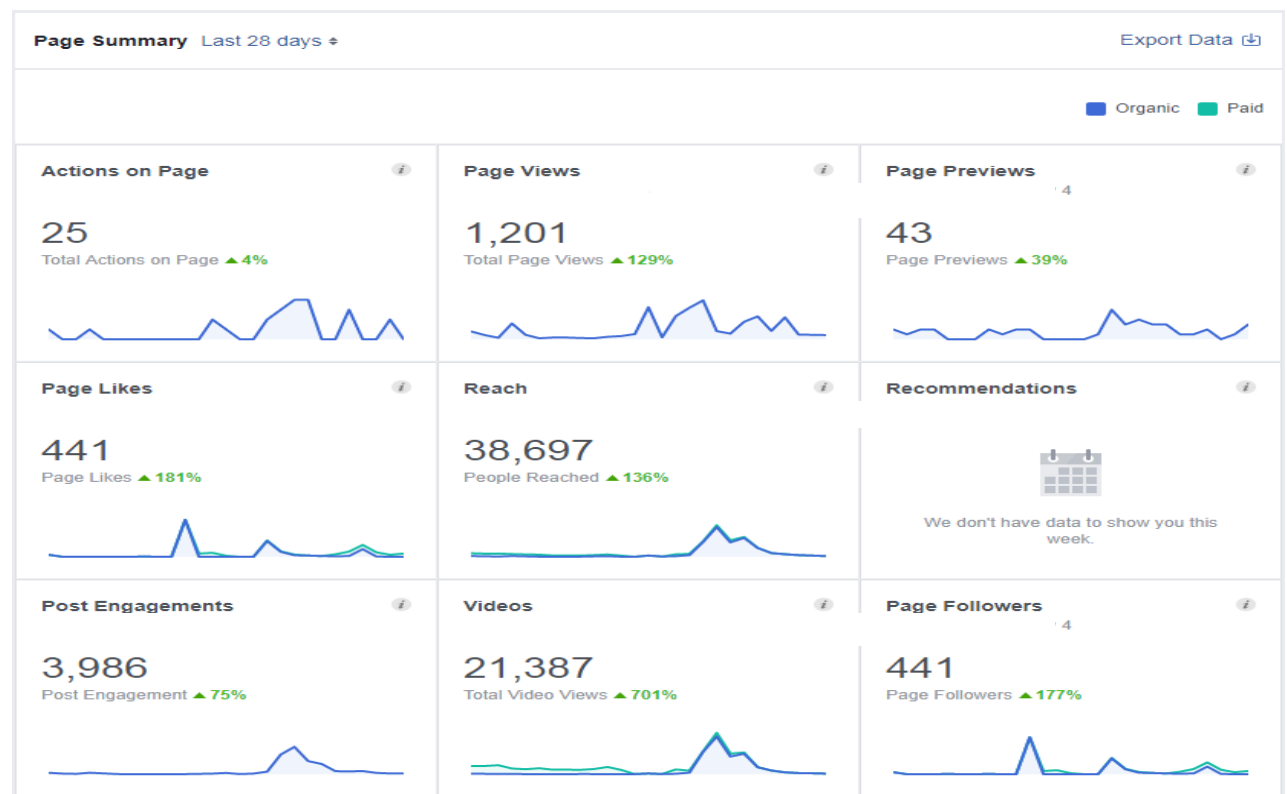 Page Summary Last 28 days
Export Data
Organic Paid
Actions on Page
25
Total Actions on Page 4%
Page Views
1,201
Total Page Views 129%
Page Previews
4
43
Page Previews 39%
Page Likes
441
Page Likes 181%
Reach
38,697
People Reached 136%
Recommendations
We don't have data to show you this
week.
Post Engagements
3,986
Post Engagement 75%
Videos
21,387
Total Video Views 701%
Page Followers
4
441
Page Followers 177%